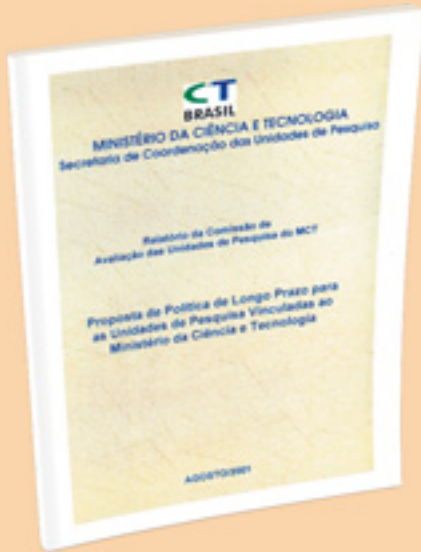 CT
BRASIL
MINISTÉRIO DA CIÊNCIA E TECNOLOGIA
Secretaria de Coordenação das Unidades de Pesquisa
Relatório da Comissão de
Avaliação das Unidades de Pesquisa do MCT
Proposta de Política de Longo Prazo para
as Unidades de Pesquisa Vinculadas ao
Ministério da Ciência e Tecnologia
AGOSTO/2001